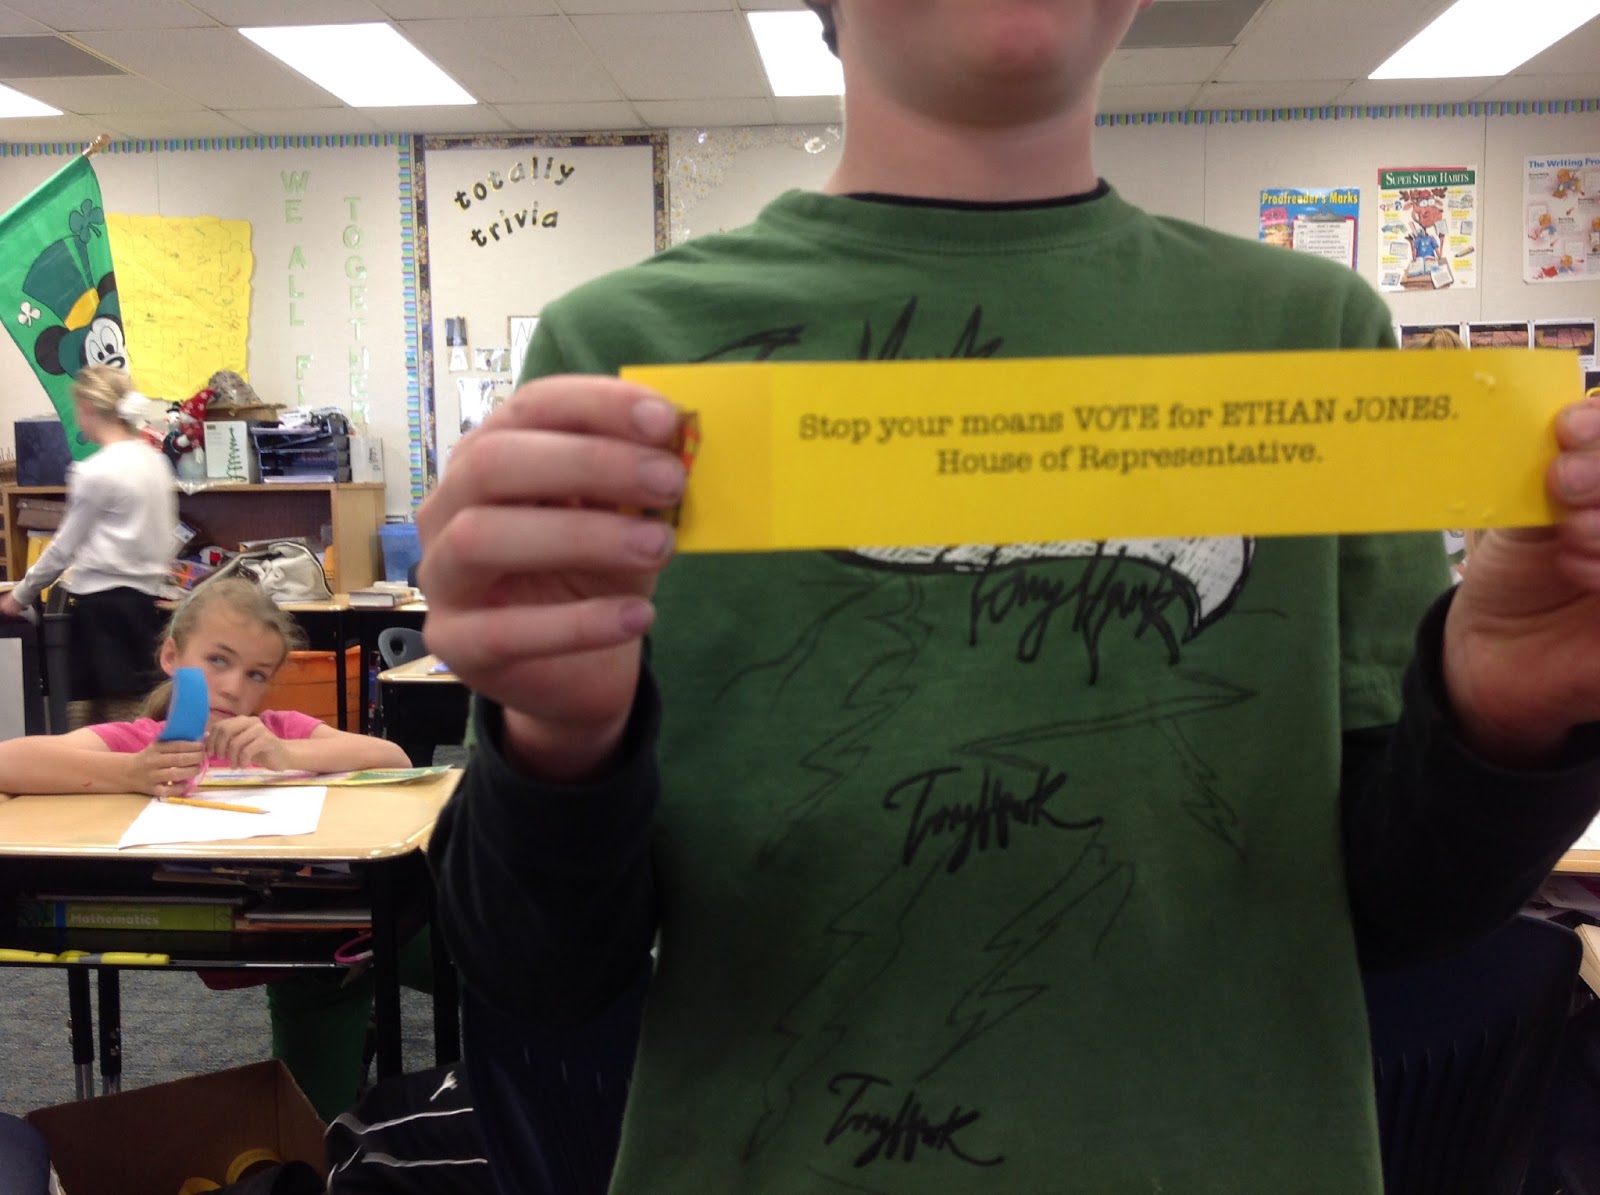 WE ALL FI
TOGETHER
totally
trivia
Proofreader's Marks
SUPER STUDY HABITS
The Writing Pro
Stop your moans VOTE for ETHAN JONES.
House of Representative.
Tony Hawk
Tony Hawk
Tony Hawk
Mathematics